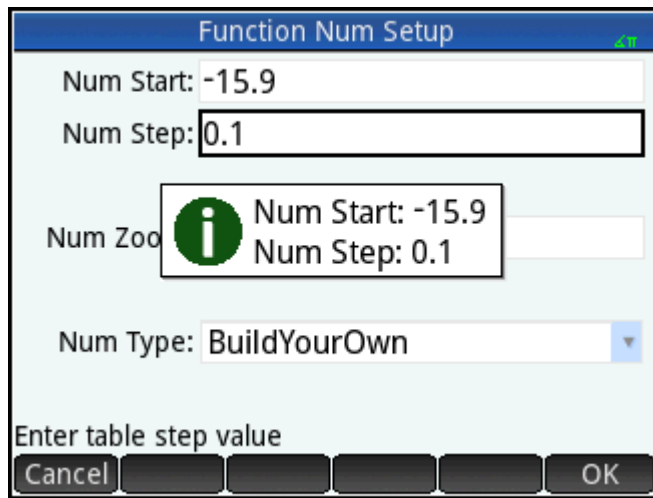 Function Num Setup
∡π
Num Start: -15.9
Num Step: 0.1
Num Start: -15.9
Num Step: 0.1
Num Zoo
Num Type: BuildYourOwn
Enter table step value
Cancel OK